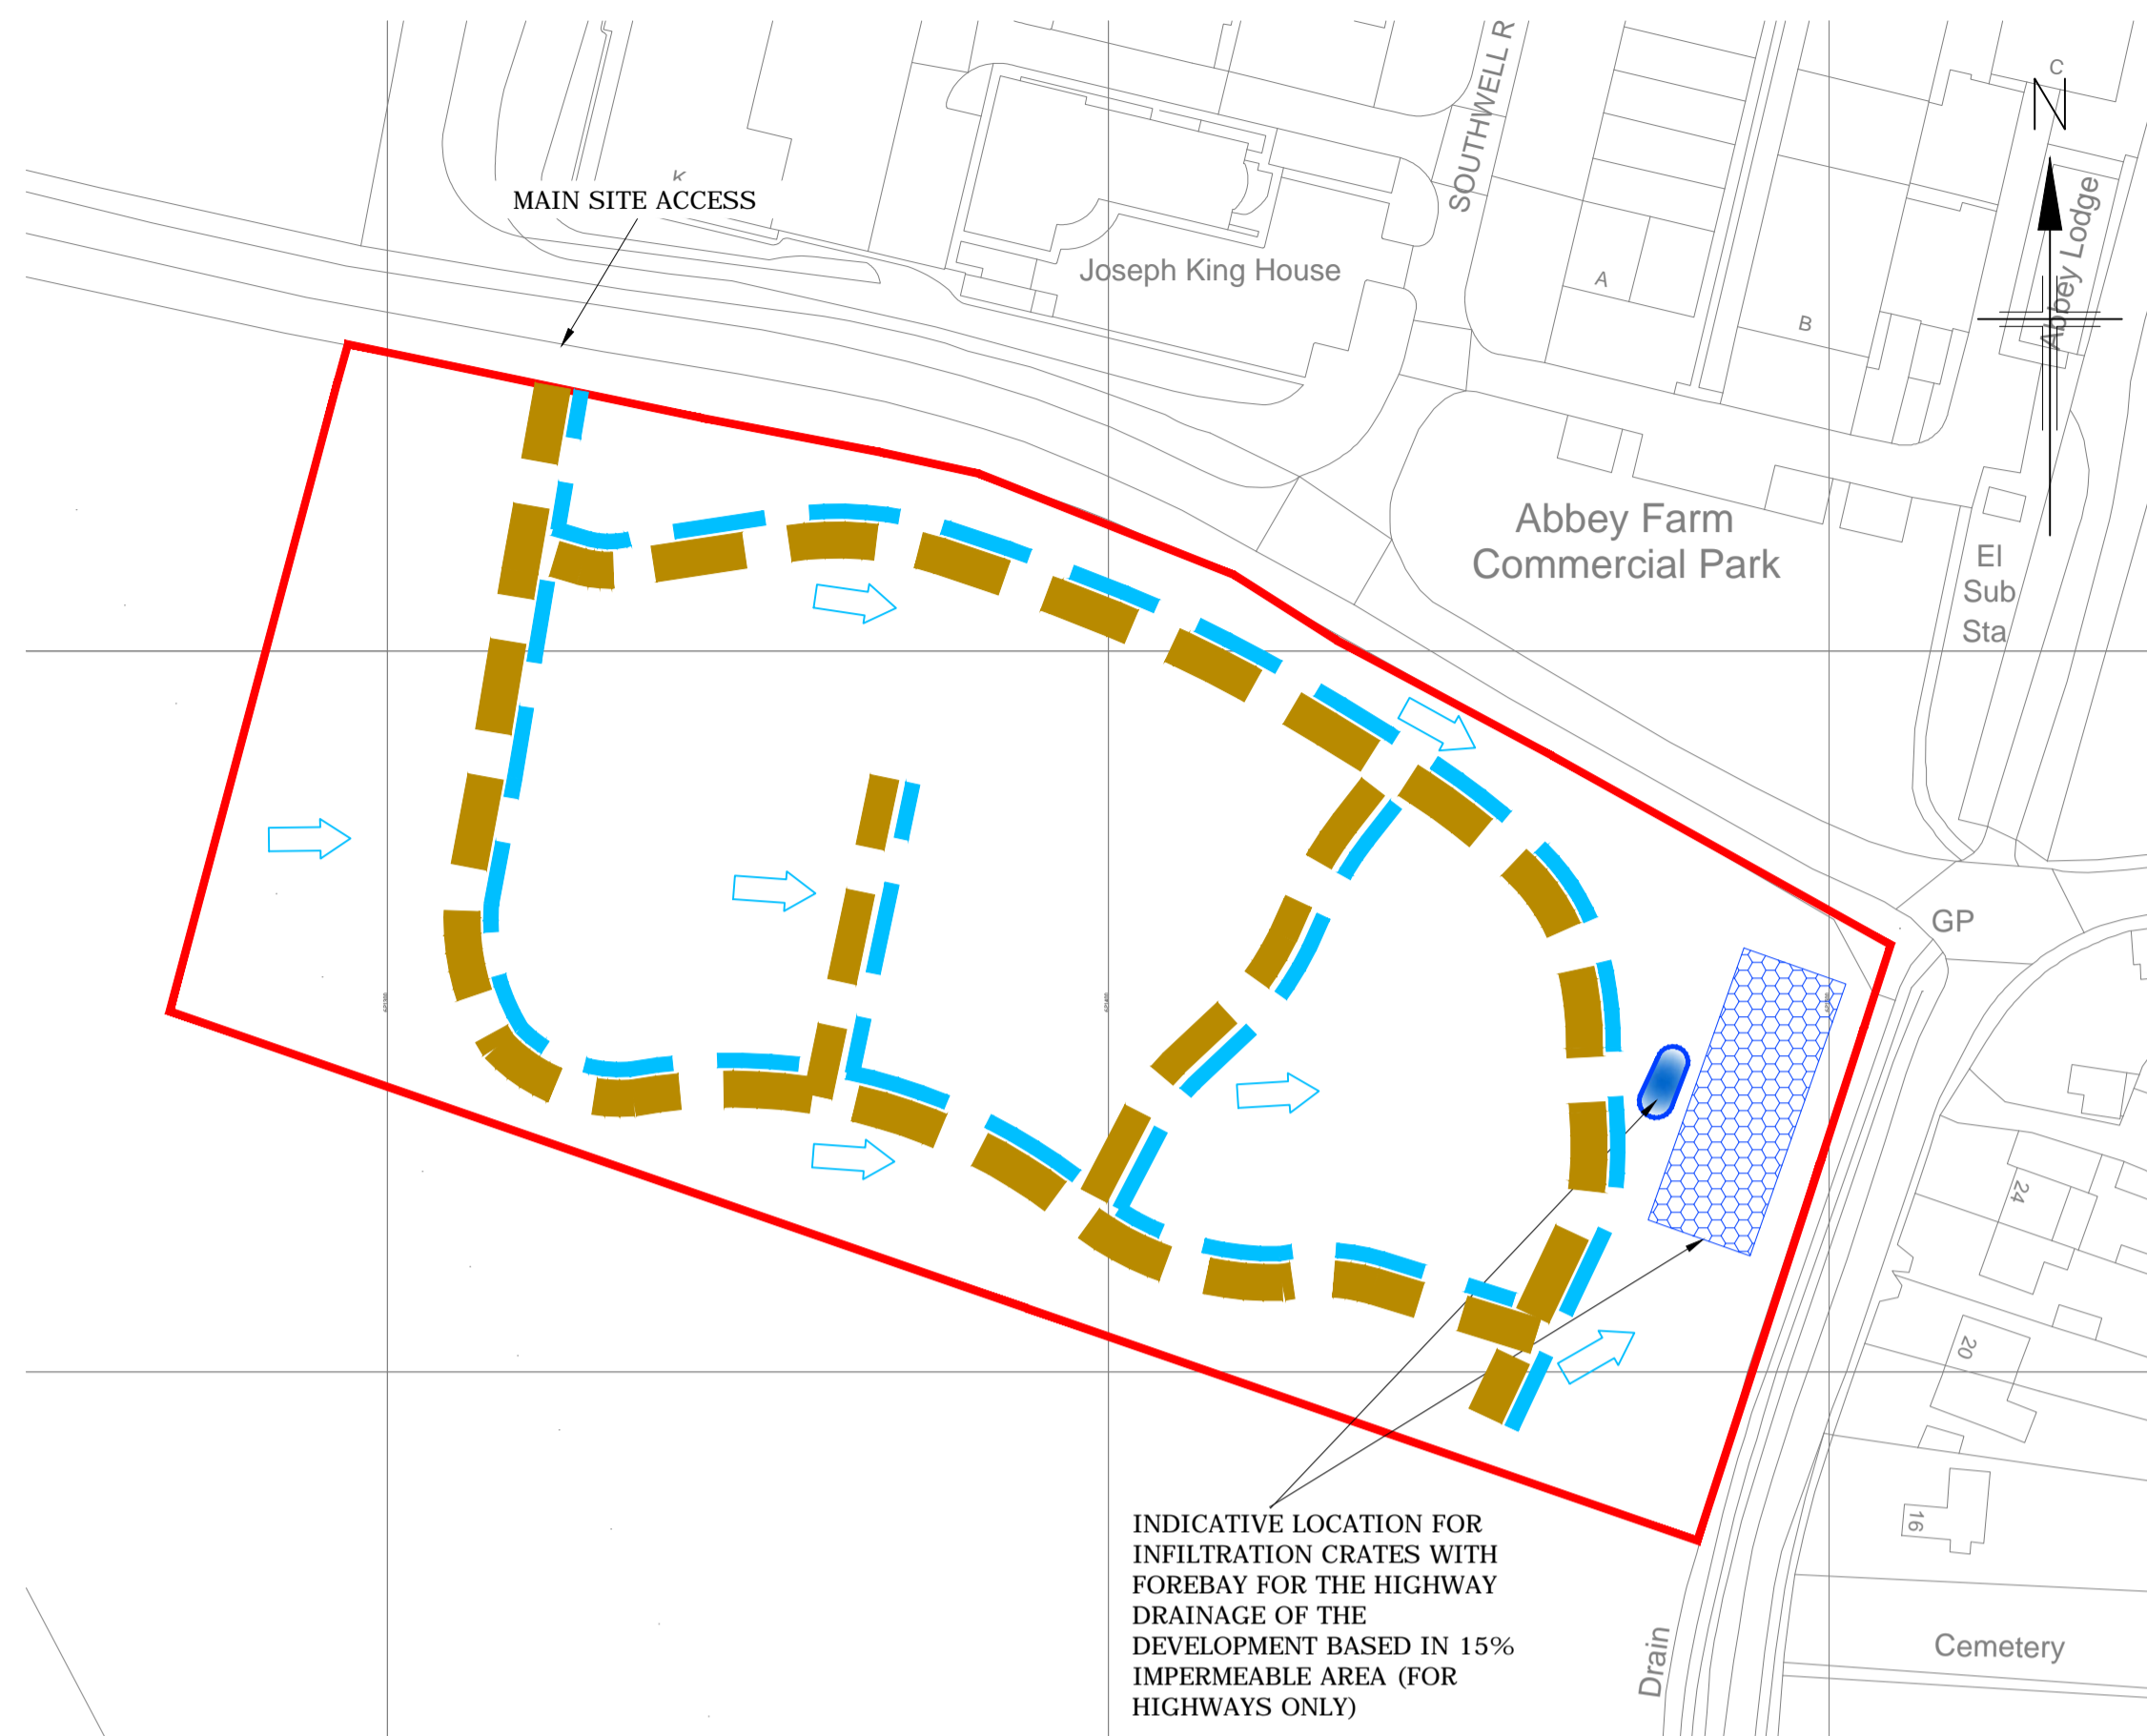 C
N
SOUTHWELL R
K
MAIN SITE ACCESS
Abbey Lodge
Joseph King House
A
B
Abbey Farm
Commercial Park
El
Sub
Sta
GP
24
20
16
INDICATIVE LOCATION FOR
INFILTRATION CRATES WITH
FOREBAY FOR THE HIGHWAY
DRAINAGE OF THE
DEVELOPMENT BASED IN 15%
IMPERMEABLE AREA (FOR
HIGHWAYS ONLY)
Drain
Cemetery